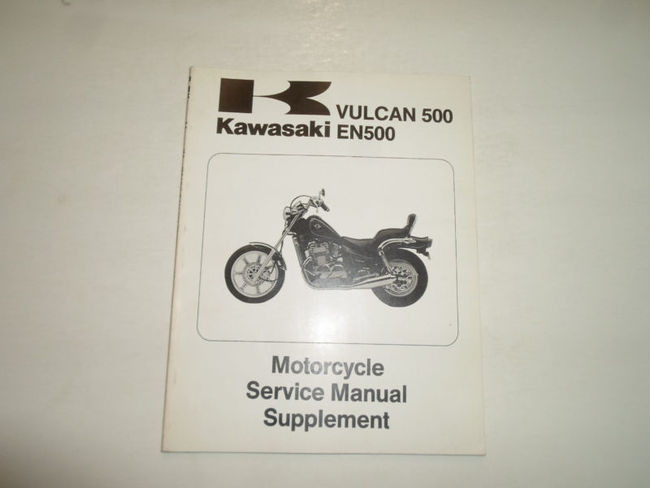 VULCAN 500
Kawasaki EN500
Motorcycle
Service Manual
Supplement